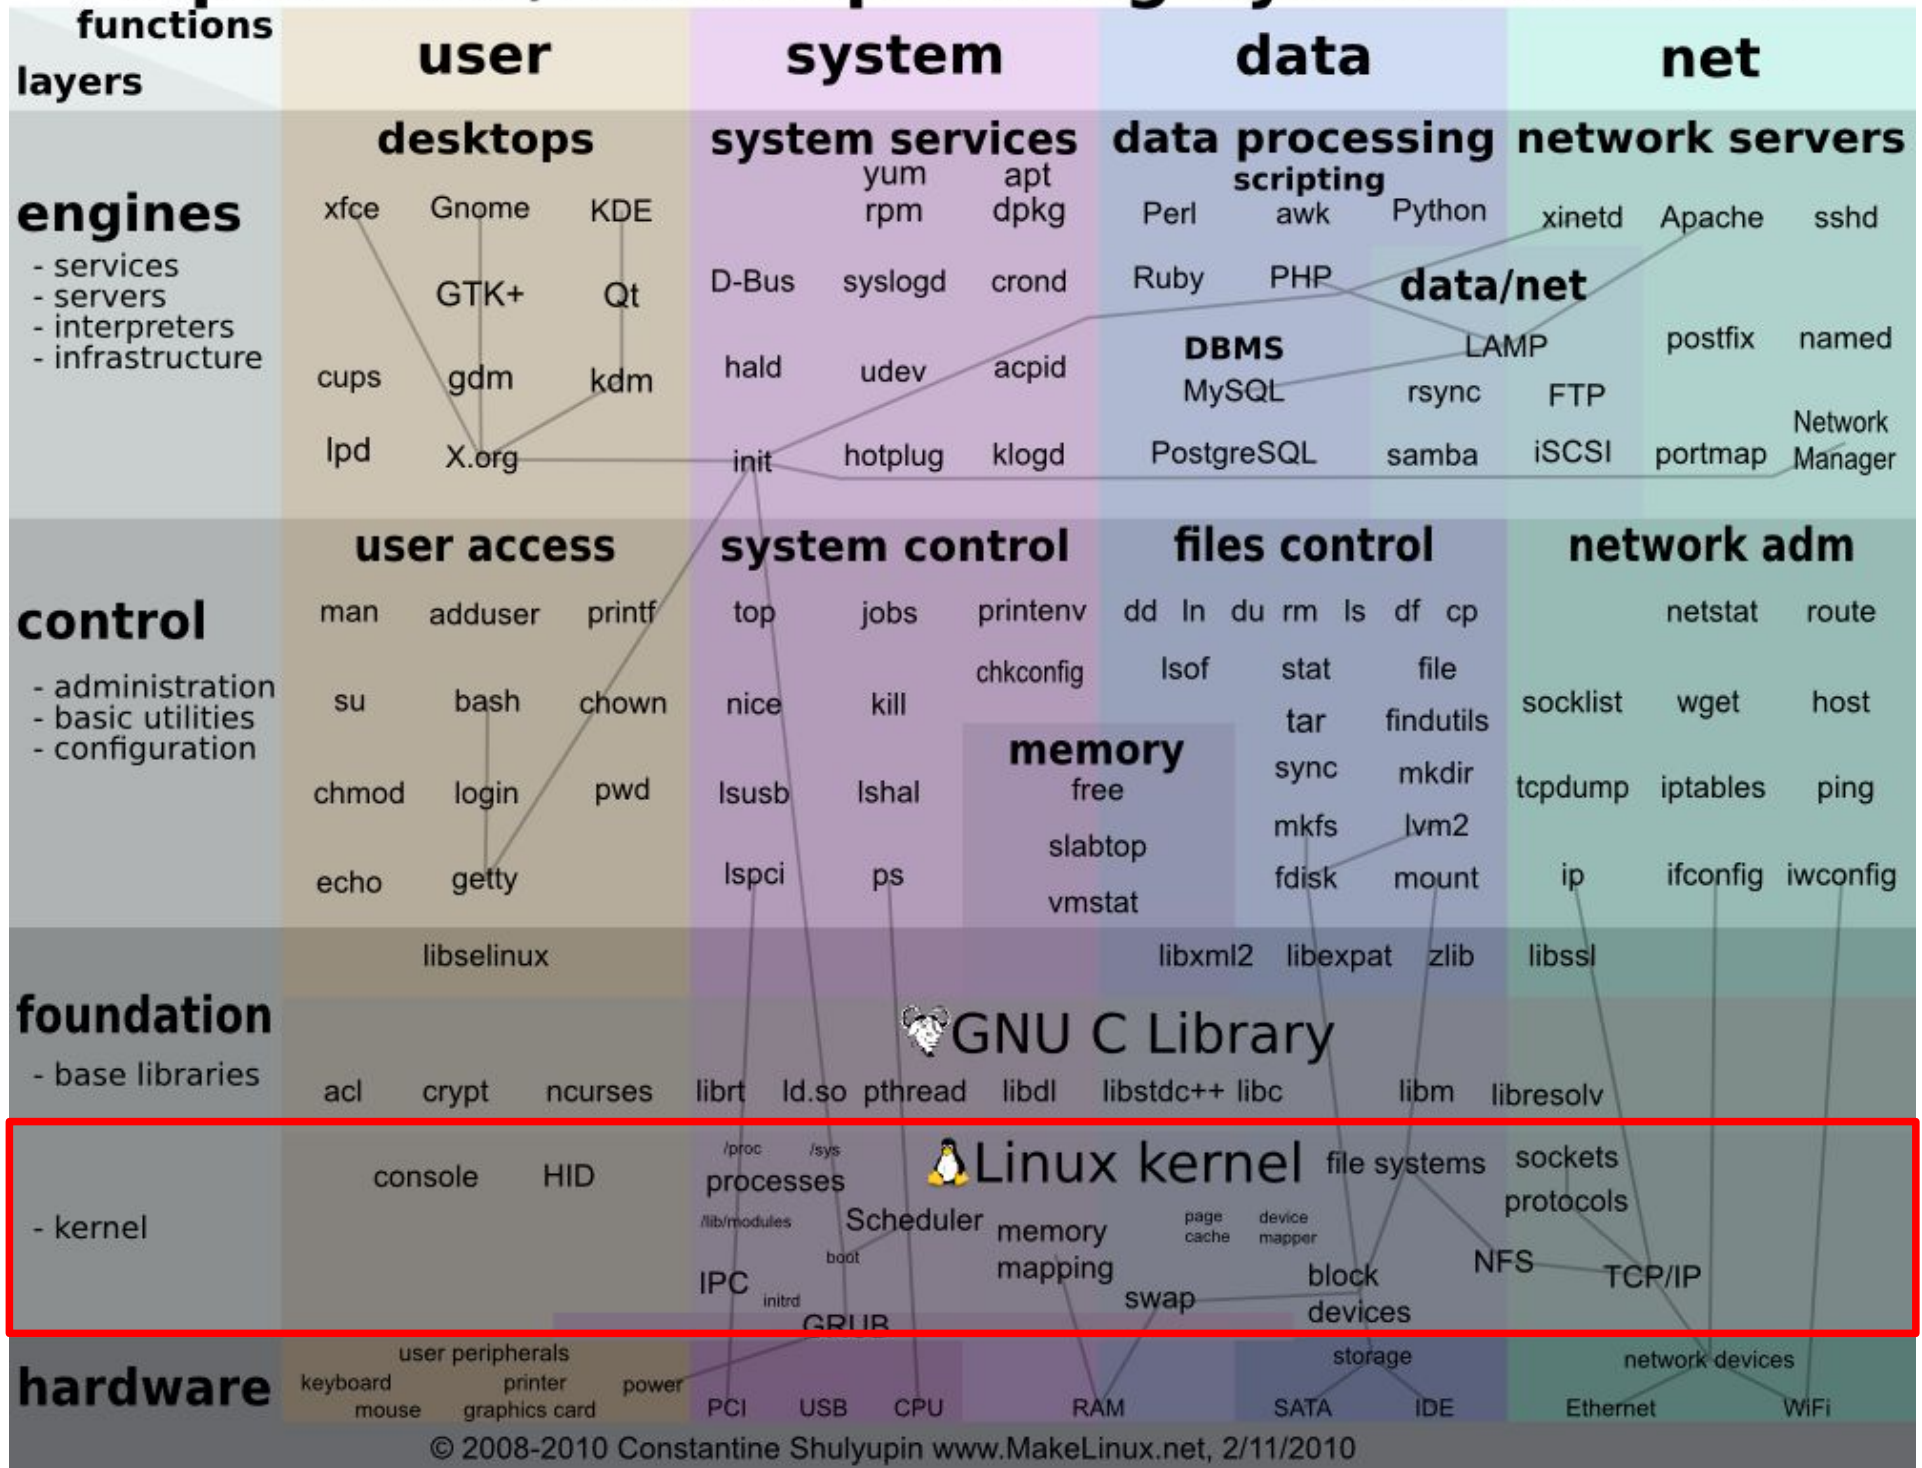 functions
layers
user
system
data
net
engines
- services
- servers
- interpreters
- infrastructure
desktops
xfce Gnome KDE
GTK+ Qt
cups gdm kdm
lpd X.org
system services
yum apt
rpm dpkg
D-Bus syslogd crond
hald udev acpid
init hotplug klogd
data processing
scripting
Perl awk Python
Ruby PHP
data/net
DBMS LAMP
MySQL rsync FTP
PostgreSQL samba iSCSI
network servers
xinetd Apache sshd
postfix named
portmap Network
Manager
control
- administration
- basic utilities
- configuration
user access
man adduser printf
su bash chown
chmod login pwd
echo getty
system control
top jobs printenv
chkconfig
nice kill
lsusb lshal
lspci ps
memory
free
slabtop
vmstat
files control
dd ln du rm ls df cp
lsof stat file
tar findutils
sync mkdir
mkfs lvm2
fdisk mount
network adm
netstat route
socklist wget host
tcpdump iptables ping
ip ifconfig iwconfig
foundation
- base libraries
libselinux
libxml2 libexpat zlib libssl
GNU C Library
acl crypt ncurses librt ld.so pthread libdl libstdc++ libc libm libresolv
- kernel
Linux kernel
console HID
/proc /sys
processes
/lib/modules
Scheduler
boot
IPC
initrd
GRUB
memory
mapping
page
cache
device
mapper
swap
file systems
block
devices
sockets
protocols
NFS
TCP/IP
hardware
user peripherals
keyboard printer power
mouse graphics card
PCI USB CPU
RAM
storage
SATA IDE
network devices
Ethernet WiFi
© 2008-2010 Constantine Shulyupin www.MakeLinux.net, 2/11/2010